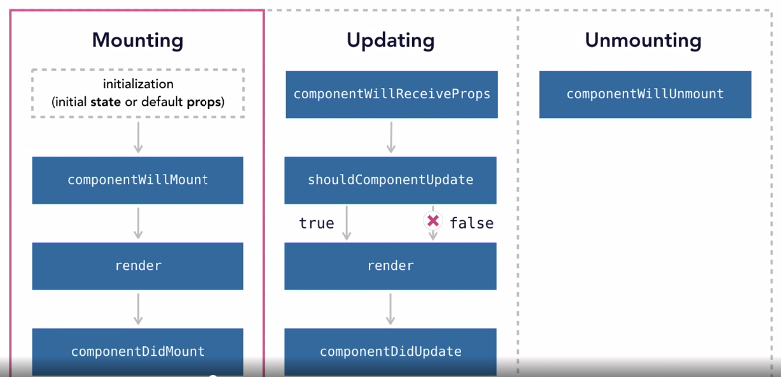 Mounting
initialization
(initial state or default props)
componentWillMount
render
componentDidMount
Updating
componentWillReceiveProps
shouldComponentUpdate
true
false
render
componentDidUpdate
Unmounting
componentWillUnmount